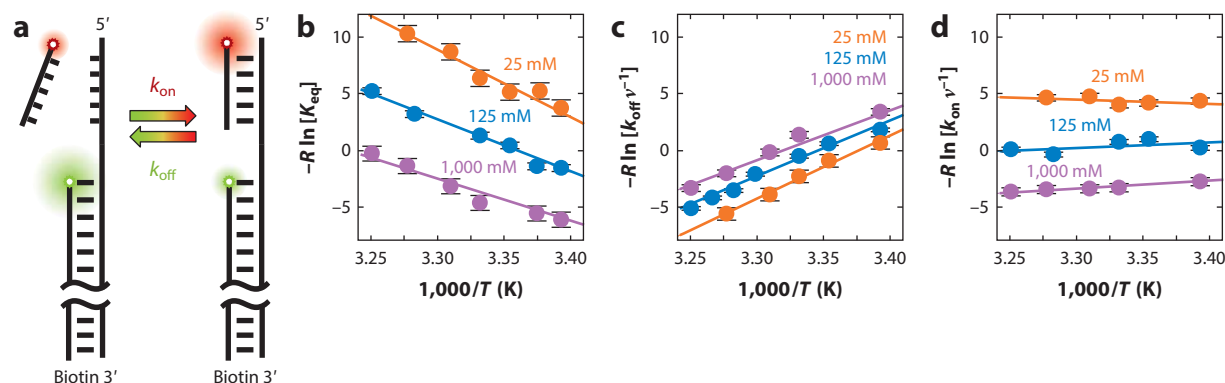 a
5′
5′
k_on
k_off
Biotin 3′
Biotin 3′
b
−R ln [K_eq]
10
5
0
−5
25 mM
125 mM
1,000 mM
3.25
3.30
3.35
3.40
1,000/T (K)
c
−R ln [k_off ν⁻¹]
10
5
0
−5
25 mM
125 mM
1,000 mM
3.25
3.30
3.35
3.40
1,000/T (K)
d
−R ln [k_on ν⁻¹]
10
5
0
−5
25 mM
125 mM
1,000 mM
3.25
3.30
3.35
3.40
1,000/T (K)